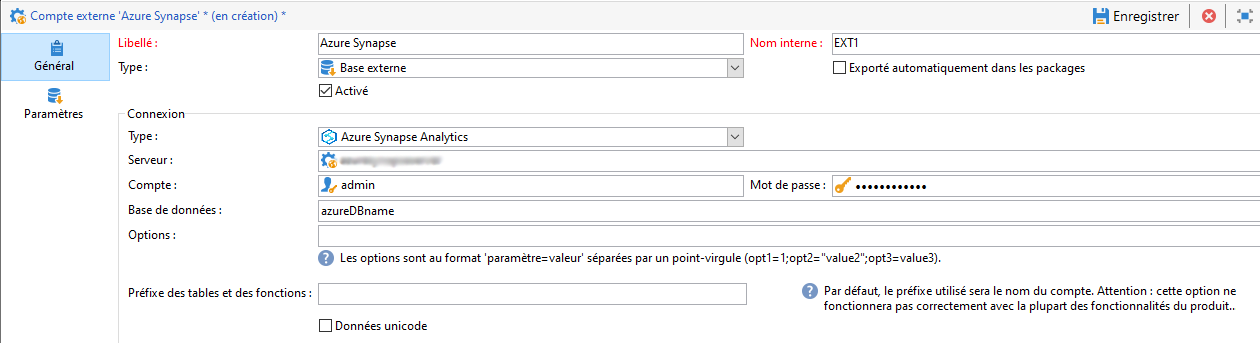 Compte externe 'Azure Synapse' * (en création) *
Enregistrer
Général
Paramètres
Libellé :
Azure Synapse
Nom interne :
EXT1
Type :
Base externe
Exporté automatiquement dans les packages
Activé
Connexion
Type :
Azure Synapse Analytics
Serveur :
Compte :
admin
Mot de passe :
••••••••••••
Base de données :
azureDBname
Options :
Les options sont au format 'paramètre=valeur' séparées par un point-virgule (opt1=1;opt2="value2";opt3=value3).
Préfixe des tables et des fonctions :
Par défaut, le préfixe utilisé sera le nom du compte. Attention : cette option ne
fonctionnera pas correctement avec la plupart des fonctionnalités du produit..
Données unicode